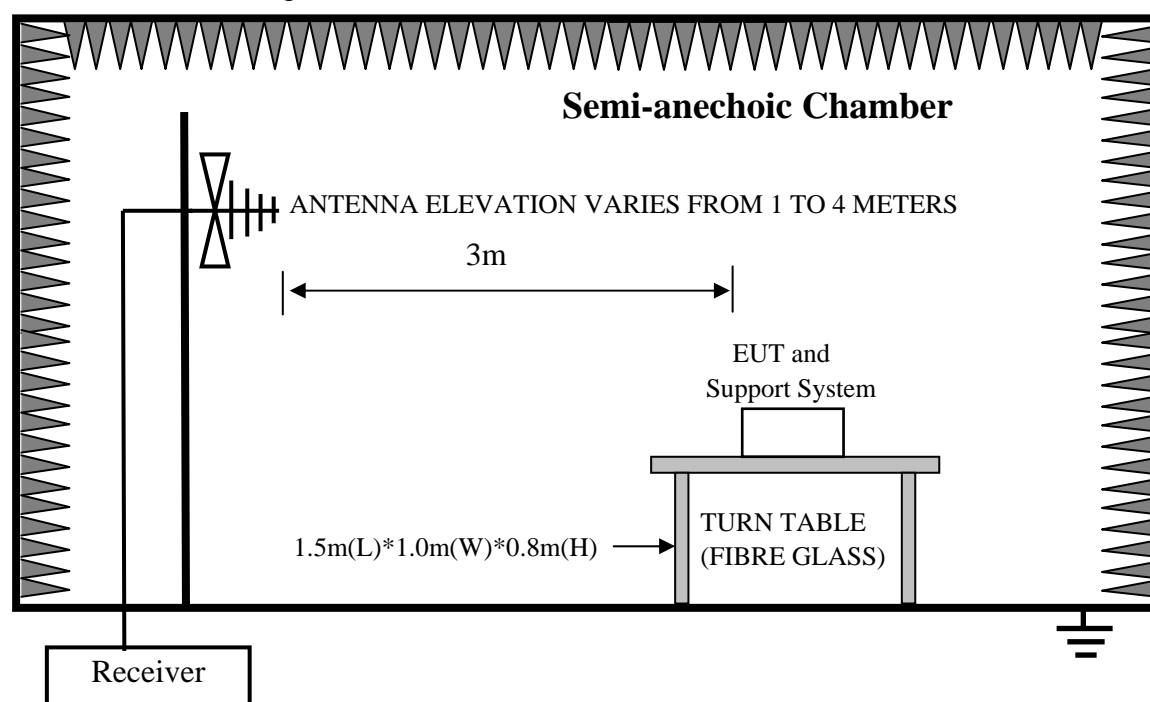 Semi-anechoic Chamber
ANTENNA ELEVATION VARIES FROM 1 TO 4 METERS
3m
EUT and
Support System
TURN TABLE
(FIBRE GLASS)
1.5m(L)*1.0m(W)*0.8m(H)
Receiver